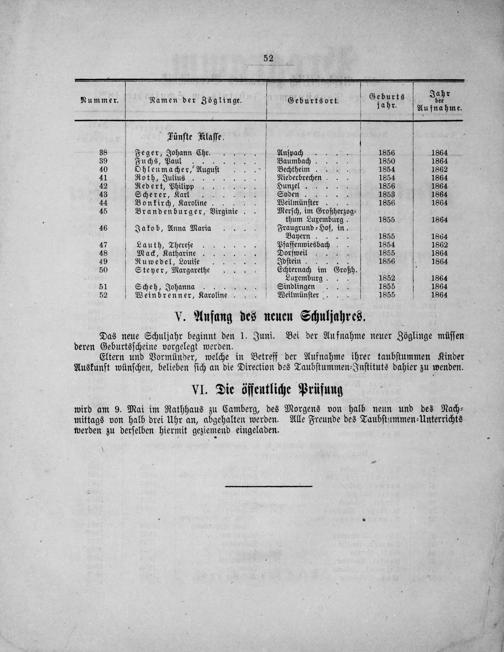 52
Nummer. Namen der Zöglinge. Geburtsort. Geburts jahr. Jahr der Aufnahme.
Fünfte Klasse.
38 Feger, Johann Chr. . . . . . Anspach . . . . . 1856 1864
39 Fuchs, Paul . . . . . . . Baumbach . . . . 1850 1864
40 Ohleumacher, August . . . . Bechtheim . . . . 1854 1862
41 Roth, Julius . . . . . . . Niederbrechen . . . 1854 1864
42 Redert, Philipp . . . . . . Hunzel . . . . . 1856 1864
43 Scherer, Karl . . . . . . Soden . . . . . 1853 1864
44 Bonkirch, Karoline . . . . . Weilmünster . . . . 1856 1864
45 Brandenburger, Virginie . . Mersch, im Großherzog-
thum Luxemburg . . 1855 1864
46 Jakob, Anna Maria . . . . Fraugrund-Hof, in
Bayern . . . . 1855 1864
47 Lauth, Therese . . . . . . Pfaffenwiesbach . . . 1854 1862
48 Mack, Katharine . . . . . Dorfweil . . . . . 1855 1864
49 Ruwedel, Louise . . . . . Idstein . . . . . 1856 1864
50 Steyer, Margarethe . . . . Echternach im Großh.
Luxemburg . . . 1852 1864
51 Scheh, Johanna . . . . . Sindlingen . . . . 1855 1864
52 Weinbrenner, Karoline . . . Weilmünster . . . . 1855 1864
V. Anfang des neuen Schuljahres.
Das neue Schuljahr beginnt den 1. Juni. Bei der Aufnahme neuer Zöglinge müssen
deren Geburtsscheine vorgelegt werden.
Eltern und Vormünder, welche in Betreff der Aufnahme ihrer taubstummen Kinder
Auskunft wünschen, belieben sich an die Direction des Taubstummen-Instituts dahier zu wenden.
VI. Die öffentliche Prüfung
wird am 9. Mai im Rathhaus zu Camberg, des Morgens von halb neun und des Nach-
mittags von halb drei Uhr an, abgehalten werden. Alle Freunde des Taubstummen-Unterrichts
werden zu derselben hiermit geziemend eingeladen.